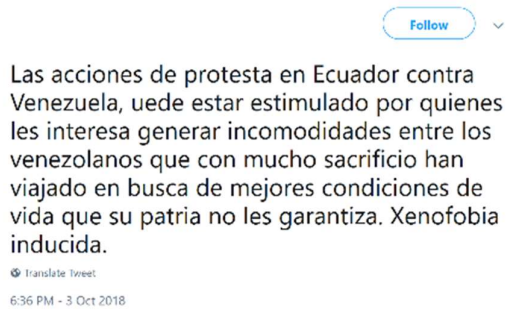 Follow
Las acciones de protesta en Ecuador contra
Venezuela, uede estar estimulado por quienes
les interesa generar incomodidades entre los
venezolanos que con mucho sacrificio han
viajado en busca de mejores condiciones de
vida que su patria no les garantiza. Xenofobia
inducida.
Translate Tweet
6:36 PM - 3 Oct 2018